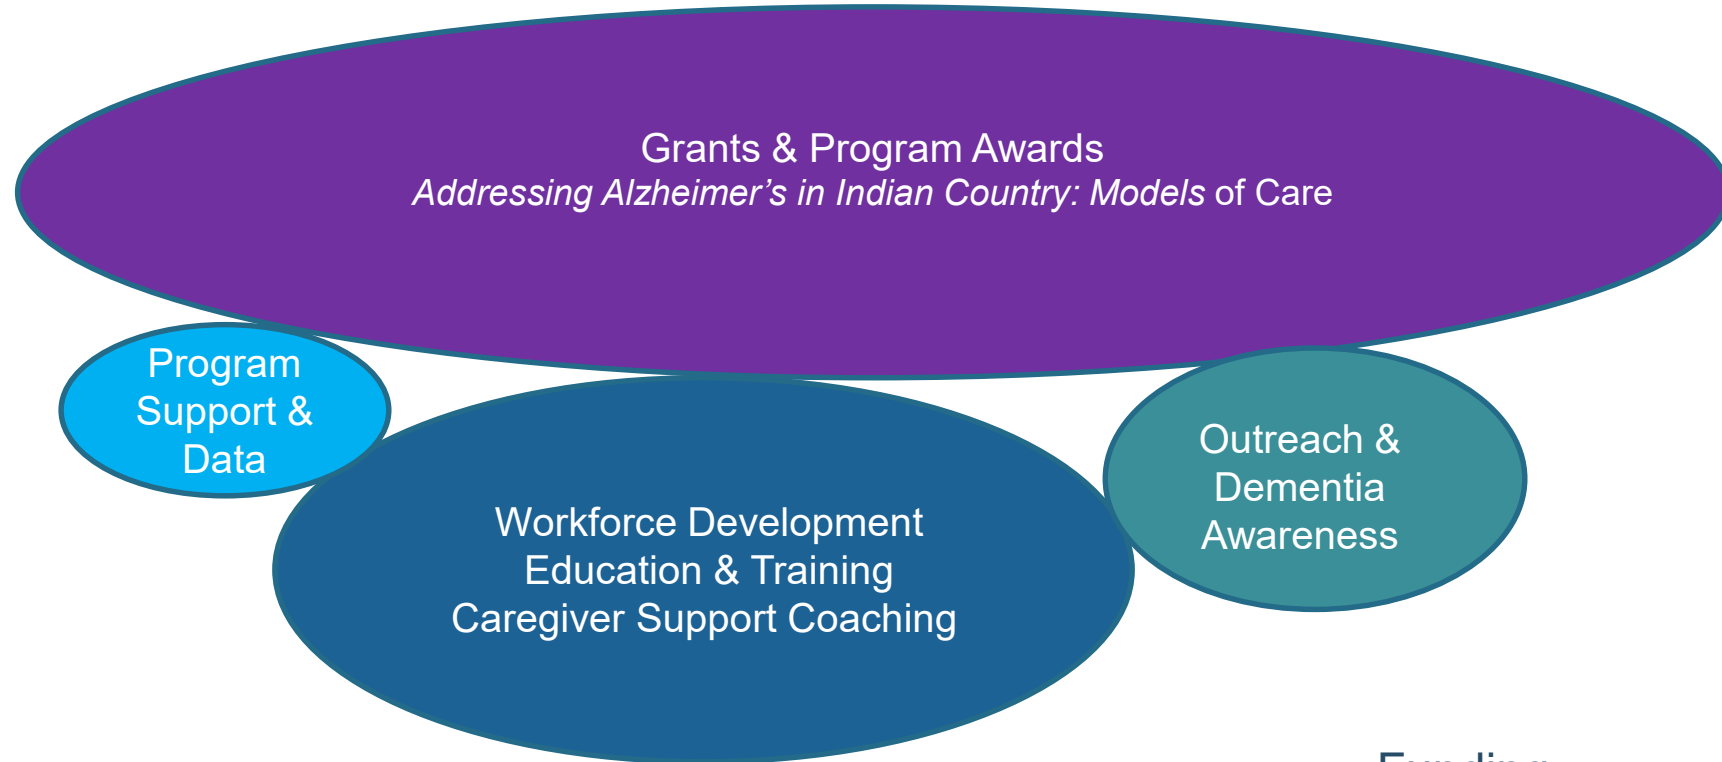 Grants & Program Awards
Addressing Alzheimer’s in Indian Country: Models of Care
Program
Support &
Data
Workforce Development
Education & Training
Caregiver Support Coaching
Outreach &
Dementia
Awareness
Funding